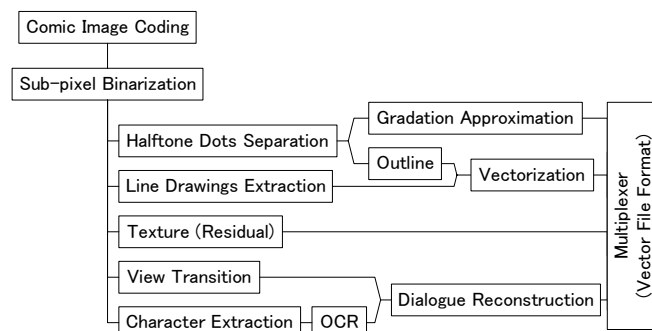 Comic Image Coding
Sub-pixel Binarization
Halftone Dots Separation
Gradation Approximation
Outline
Line Drawings Extraction
Vectorization
Texture (Residual)
View Transition
Character Extraction
OCR
Dialogue Reconstruction
Multiplexer
(Vector File Format)